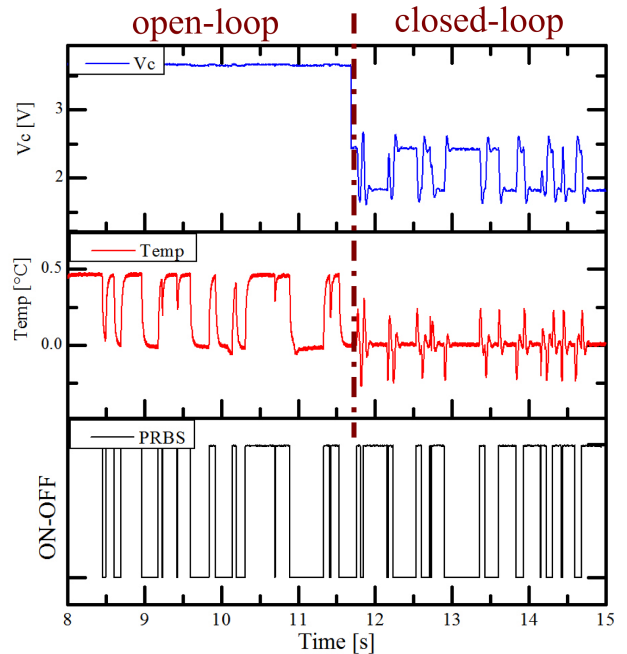 open-loop closed-loop
Vc
Vc [V]
3
2
Temp
Temp [°C]
0.5
0.0
PRBS
ON-OFF
8 9 10 11 12 13 14 15
Time [s]